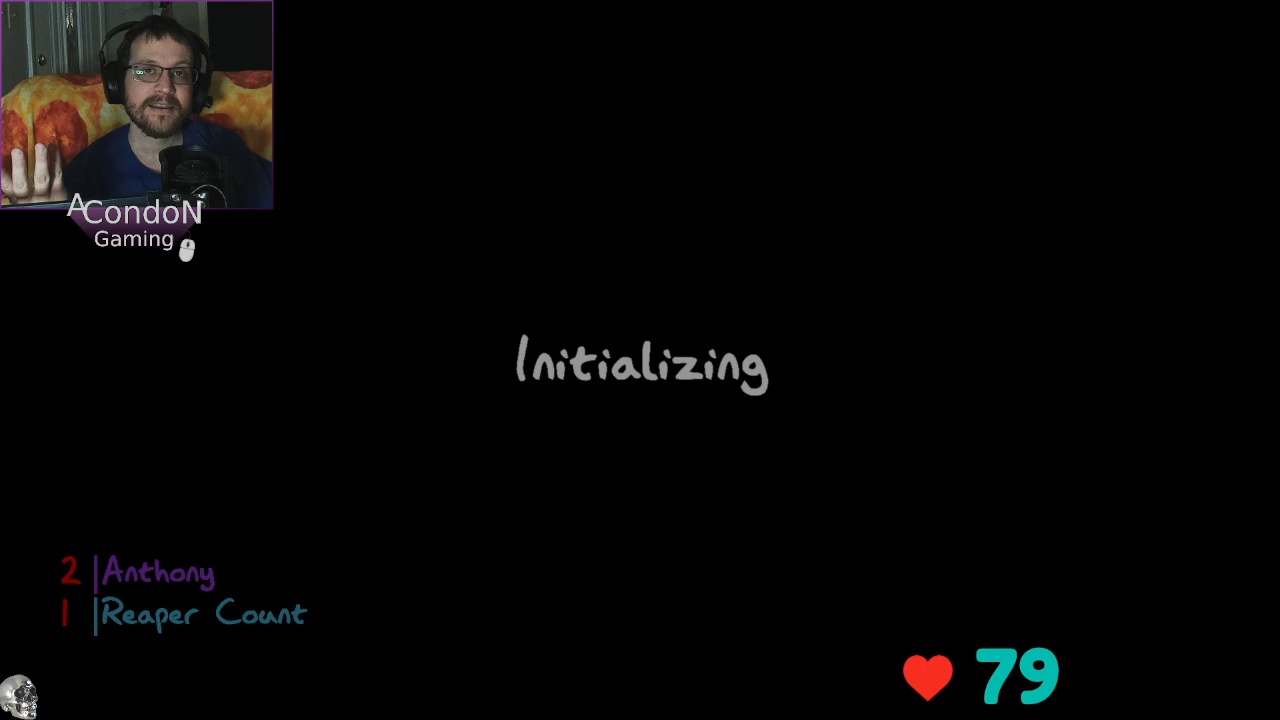 ACondoN
Gaming
Initializing
2 |Anthony
1 |Reaper Count
79